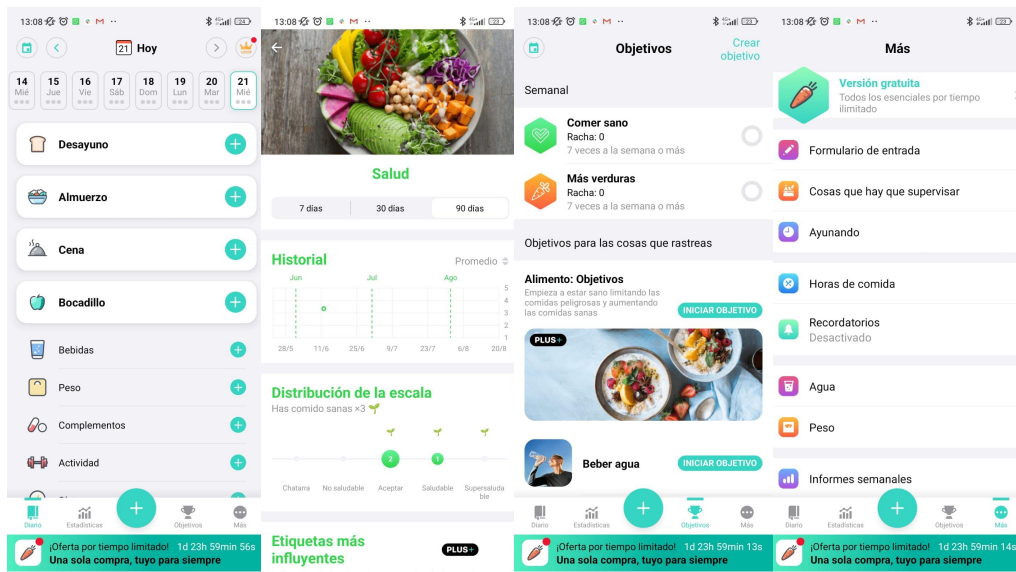 13:08
24
21 Hoy
14 15 16 17 18 19 20 21
Mié Jue Vie Sáb Dom Lun Mar Mié
Desayuno
Almuerzo
Cena
Bocadillo
Bebidas
Peso
Complementos
Actividad
Diario Estadísticas Objetivos Más
¡Oferta por tiempo limitado! 1d 23h 59min 56s
Una sola compra, tuyo para siempre
13:08
23
Salud
7 días 30 días 90 días
Historial Promedio
Jun Jul Ago
5
4
3
2
1
28/5 11/6 25/6 9/7 23/7 6/8 20/8
Distribución de la escala
Has comido sanas ×3
2 1
Chatarra No saludable Aceptar Saludable Supersaluda
ble
Etiquetas más
influyentes
PLUS+
13:08
23
Objetivos
Crear
objetivo
Semanal
Comer sano
Racha: 0
7 veces a la semana o más
Más verduras
Racha: 0
7 veces a la semana o más
Objetivos para las cosas que rastreas
Alimento: Objetivos
Empieza a estar sano limitando las
comidas peligrosas y aumentando
las comidas sanas
INICIAR OBJETIVO
PLUS+
Beber agua
INICIAR OBJETIVO
Diario Estadísticas Objetivos Más
¡Oferta por tiempo limitado! 1d 23h 59min 13s
Una sola compra, tuyo para siempre
13:08
23
Más
Versión gratuita
Todos los esenciales por tiempo
ilimitado
Formulario de entrada
Cosas que hay que supervisar
Ayunando
Horas de comida
Recordatorios
Desactivado
Agua
Peso
Informes semanales
Diario Estadísticas Objetivos Más
¡Oferta por tiempo limitado! 1d 23h 59min 14s
Una sola compra, tuyo para siempre